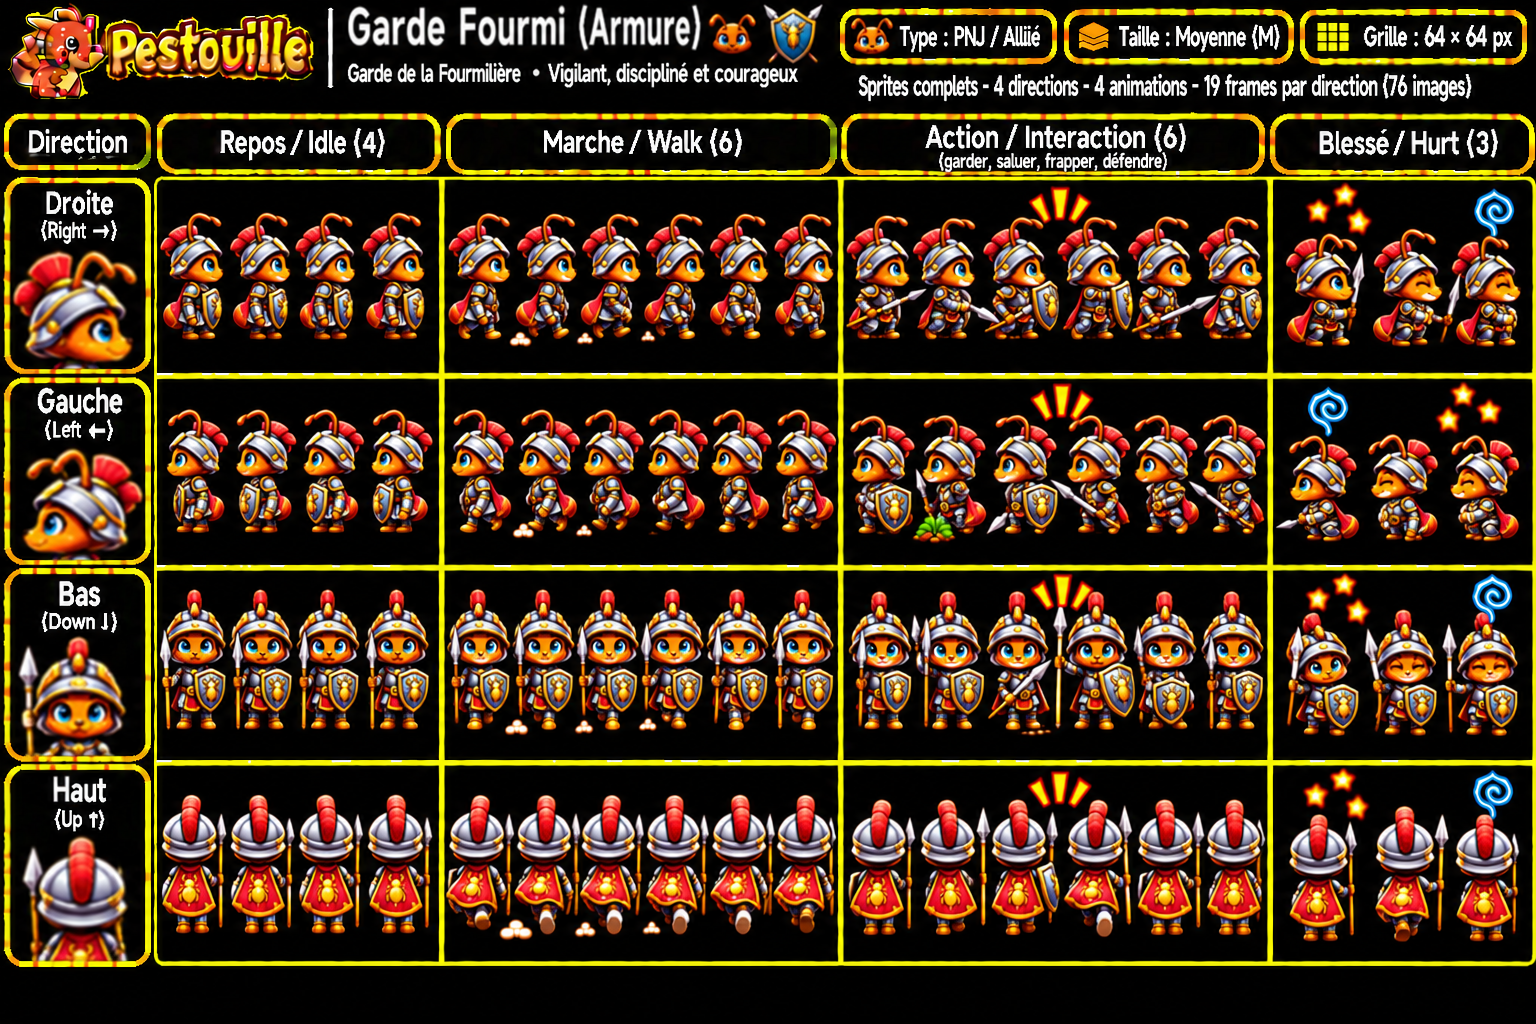 Pestouille
Garde Fourmi (Armure)
Garde de la Fourmilière • Vigilant, discipliné et courageux
Type : PNJ / Alliié
Taille : Moyenne (M)
Grille : 64 × 64 px
Sprites complets - 4 directions - 4 animations - 19 frames par direction (76 images)
Direction
Repos / Idle (4)
Marche / Walk (6)
Action / Interaction (6)
(garder, saluer, frapper, défendre)
Blessé / Hurt (3)
Droite
(Right →)
Gauche
(Left ←)
Bas
(Down ↓)
Haut
(Up ↑)